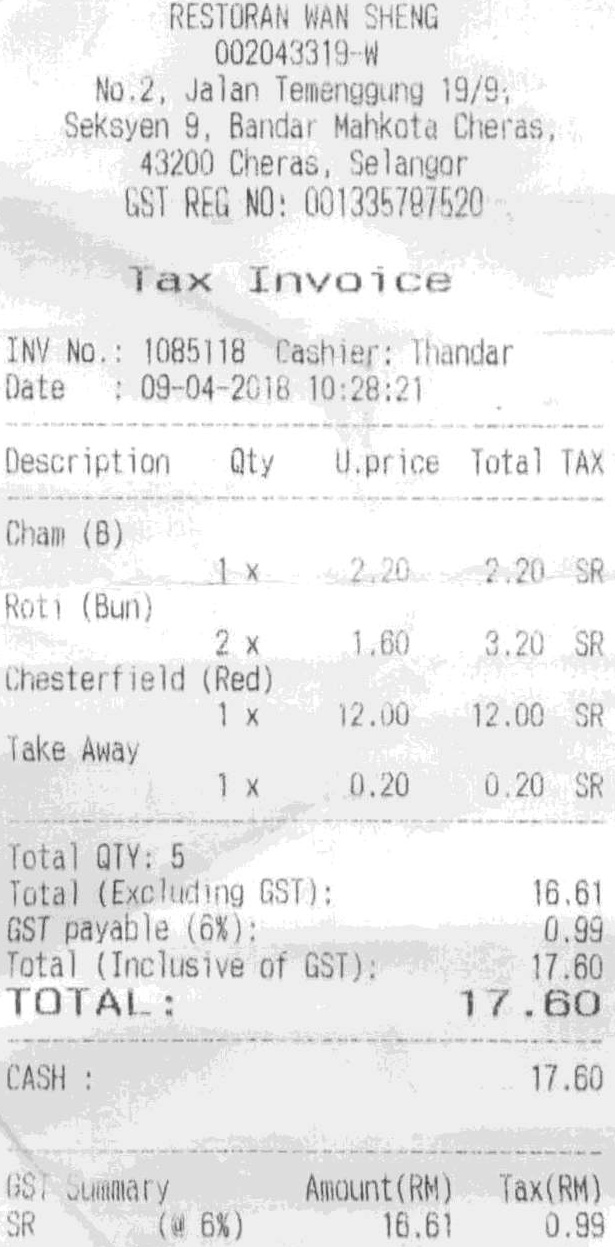 RESTORAN WAN SHENG
002043319-W
No.2, Jalan Temenggung 19/9,
Seksyen 9, Bandar Mahkota Cheras,
43200 Cheras, Selangor
GST REG NO: 001335787520
Tax Invoice
INV No.: 1085118 Cashier: Thandar
Date : 09-04-2018 10:28:21
Description Qty U.price Total TAX
Cham (B)
1 x 2.20 2.20 SR
Roti (Bun)
2 x 1.60 3.20 SR
Chesterfield (Red)
1 x 12.00 12.00 SR
Take Away
1 x 0.20 0.20 SR
Total QTY: 5
Total (Excluding GST): 16.61
GST payable (6%): 0.99
Total (Inclusive of GST): 17.60
TOTAL: 17.60
CASH : 17.60
GST Summary Amount(RM) Tax(RM)
SR (@ 6%) 16.61 0.99